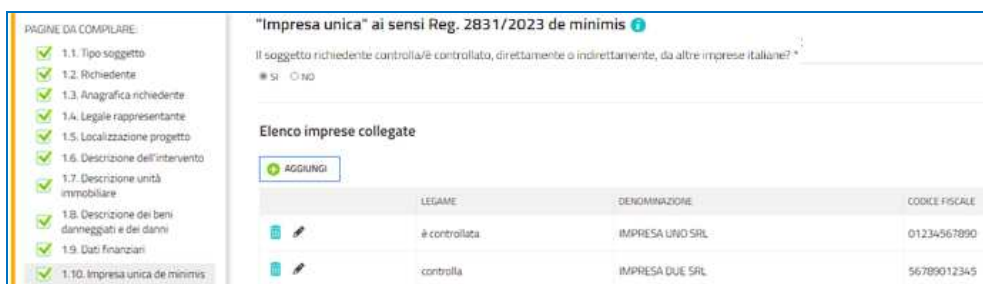 PAGINE DA COMPILARE:
1.1. Tipo soggetto
1.2. Richiedente
1.3. Anagrafica richiedente
1.4. Legale rappresentante
1.5. Localizzazione progetto
1.6. Descrizione dell'intervento
1.7. Descrizione unità
immobiliare
1.8. Descrizione dei beni
danneggiati e dei danni
1.9. Dati finanziari
1.10. Impresa unica de minimis
"Impresa unica" ai sensi Reg. 2831/2023 de minimis
Il soggetto richiedente controlla/è controllato, direttamente o indirettamente, da altre imprese italiane? *
SI NO
Elenco imprese collegate
AGGIUNGI
LEGAME DENOMINAZIONE CODICE FISCALE
è controllata IMPRESA UNO SRL 01234567890
controlla IMPRESA DUE SRL 56789012345